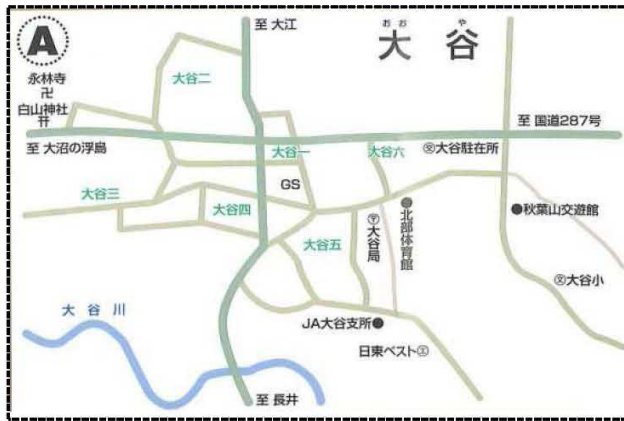 A
至 大江
おお や
大 谷
永林寺
卍
白山神社
大谷二
至 国道287号
至 大沼の浮島
大谷一
大谷六
文大谷駐在所
GS
大谷三
大谷四
秋葉山交遊館
大谷五
〒大谷局
北部体育館
文大谷小
大谷川
JA大谷支所
日東ベスト工
至 長井